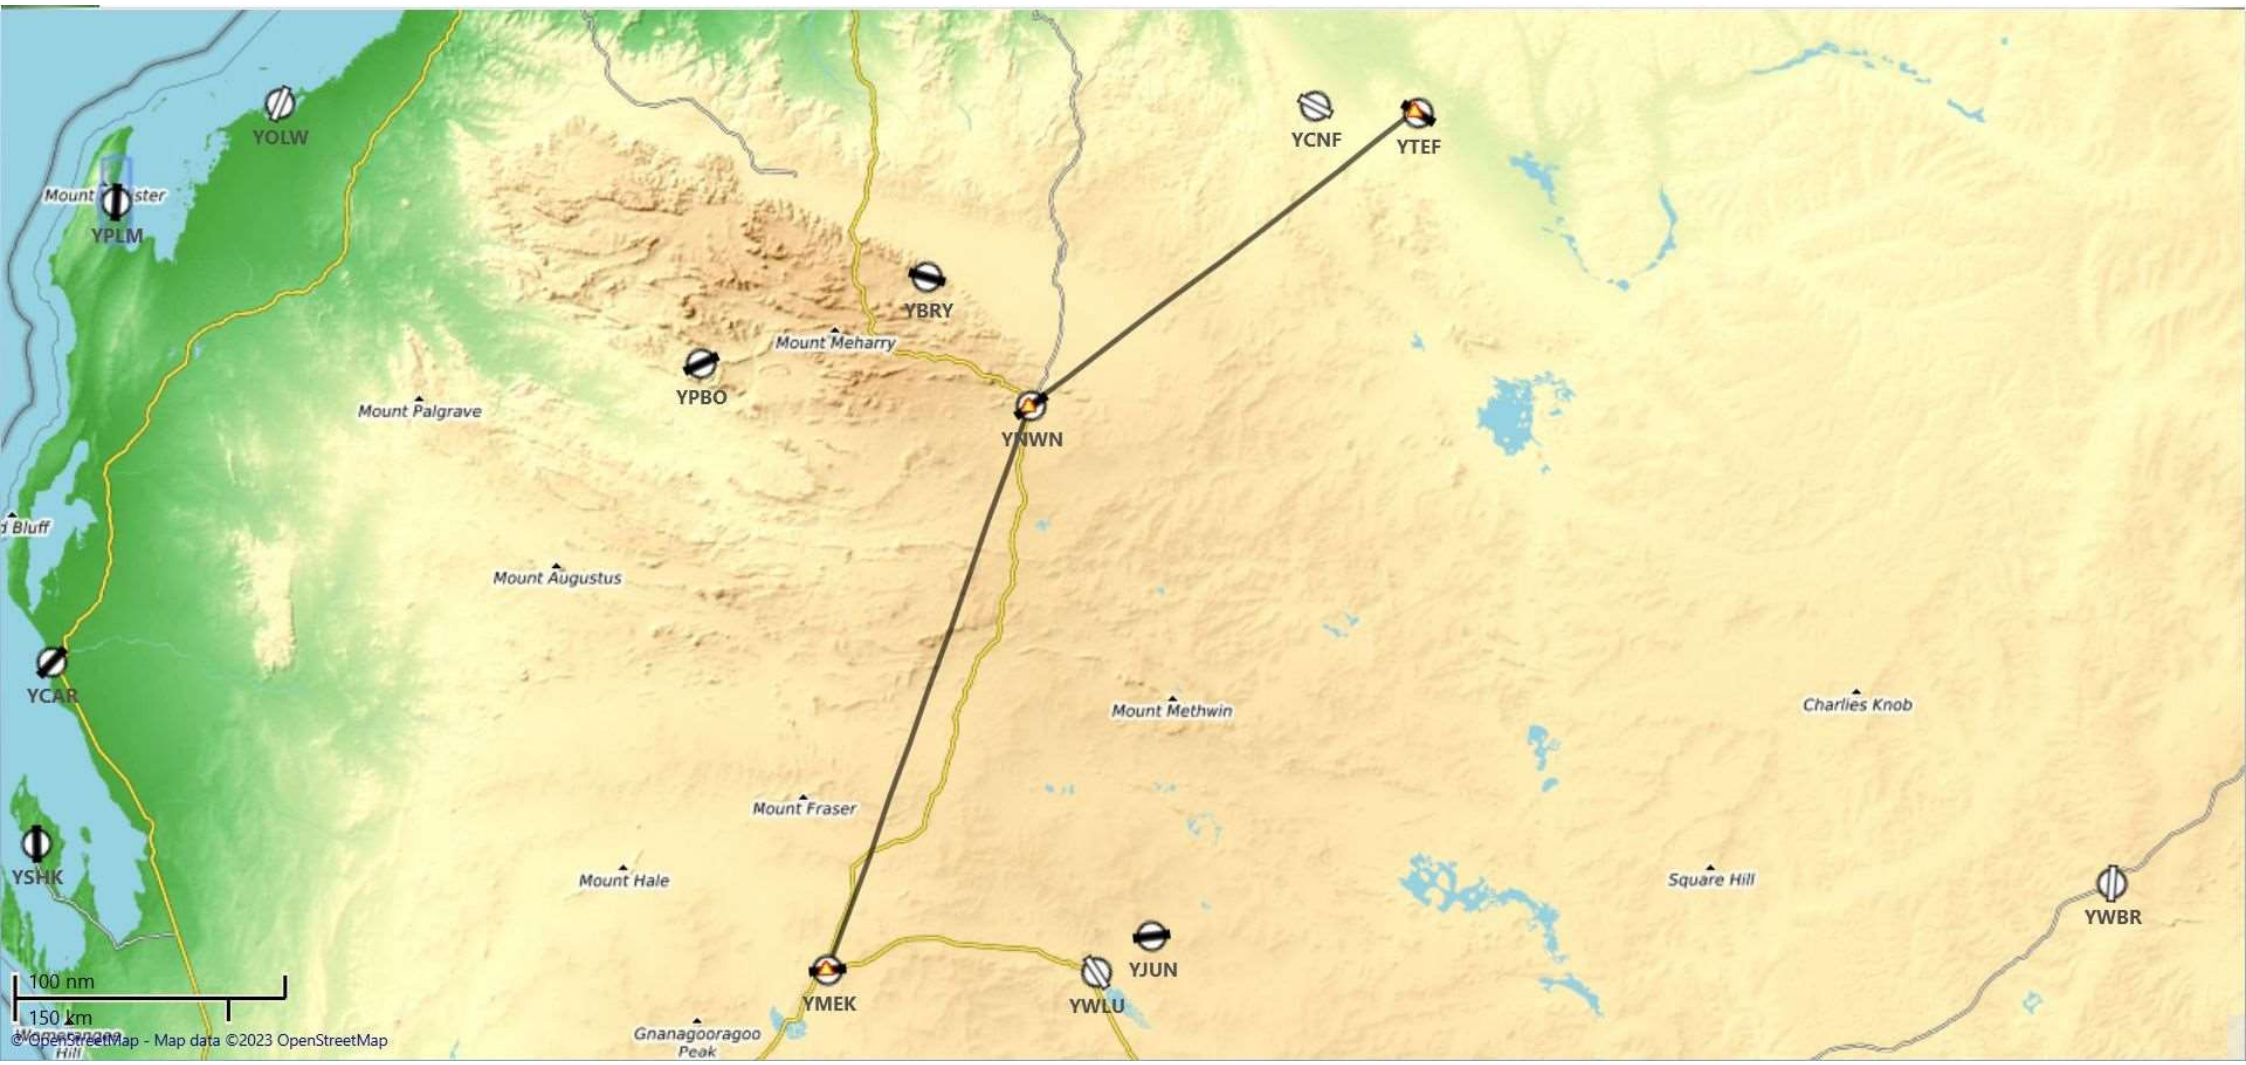 YOLW
YCNF
YTEF
Mount
ster
YPLM
YBRY
Mount Meharry
YPBO
Mount Palgrave
YNWN
d Bluff
Mount Augustus
YCAR
Mount Methwin
Charlies Knob
Mount Fraser
YSHK
Mount Hale
Square Hill
YWBR
YJUN
100 nm
YMEK
YWLU
150 km
Gnanagooragoo
Peak
© OpenStreetMap - Map data ©2023 OpenStreetMap
Hill